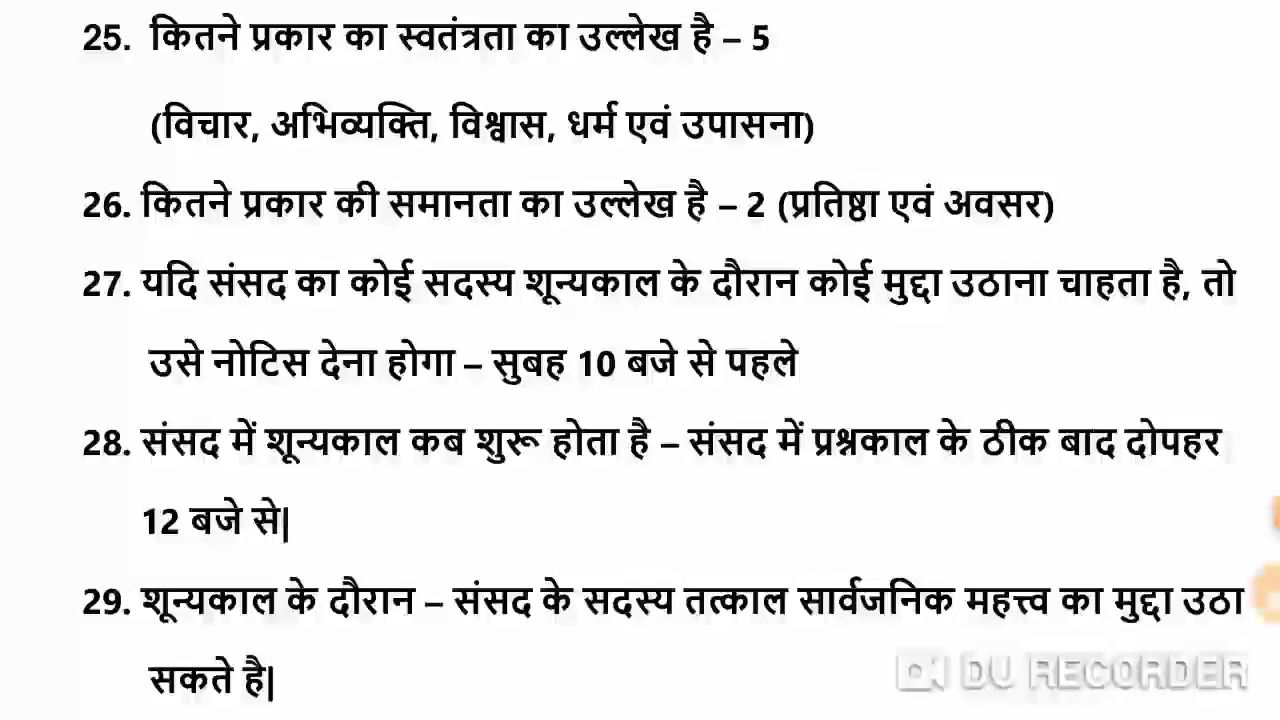 25. कितने प्रकार का स्वतंत्रता का उल्लेख है – 5
(विचार, अभिव्यक्ति, विश्वास, धर्म एवं उपासना)
26. कितने प्रकार की समानता का उल्लेख है – 2 (प्रतिष्ठा एवं अवसर)
27. यदि संसद का कोई सदस्य शून्यकाल के दौरान कोई मुद्दा उठाना चाहता है, तो
उसे नोटिस देना होगा – सुबह 10 बजे से पहले
28. संसद में शून्यकाल कब शुरू होता है – संसद में प्रश्नकाल के ठीक बाद दोपहर
12 बजे से|
29. शून्यकाल के दौरान – संसद के सदस्य तत्काल सार्वजनिक महत्त्व का मुद्दा उठा
सकते है|
DU RECORDER